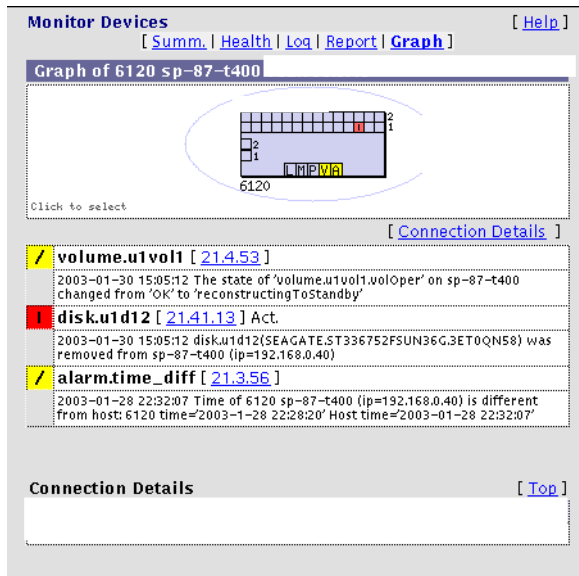 Monitor Devices [ Help ]
[ Summ. | Health | Log | Report | Graph ]
Graph of 6120 sp-87-t400
2
1
!
2
1
L M P V A
6120
Click to select
[ Connection Details ]
/ volume.u1vol1 [ 21.4.53 ]
2003-01-30 15:05:12 The state of 'volume.u1vol1.volOper' on sp-87-t400
changed from 'OK' to 'reconstructingToStandby'
! disk.u1d12 [ 21.41.13 ] Act.
2003-01-30 15:05:12 disk.u1d12(SEAGATE.ST336752FSUN36G.3ET0QN58) was
removed from sp-87-t400 (ip=192.168.0.40)
/ alarm.time_diff [ 21.3.56 ]
2003-01-28 22:32:07 Time of 6120 sp-87-t400 (ip=192.168.0.40) is different
from host: 6120 time='2003-1-28 22:28:20' Host time='2003-01-28 22:32:07'
Connection Details [ Top ]